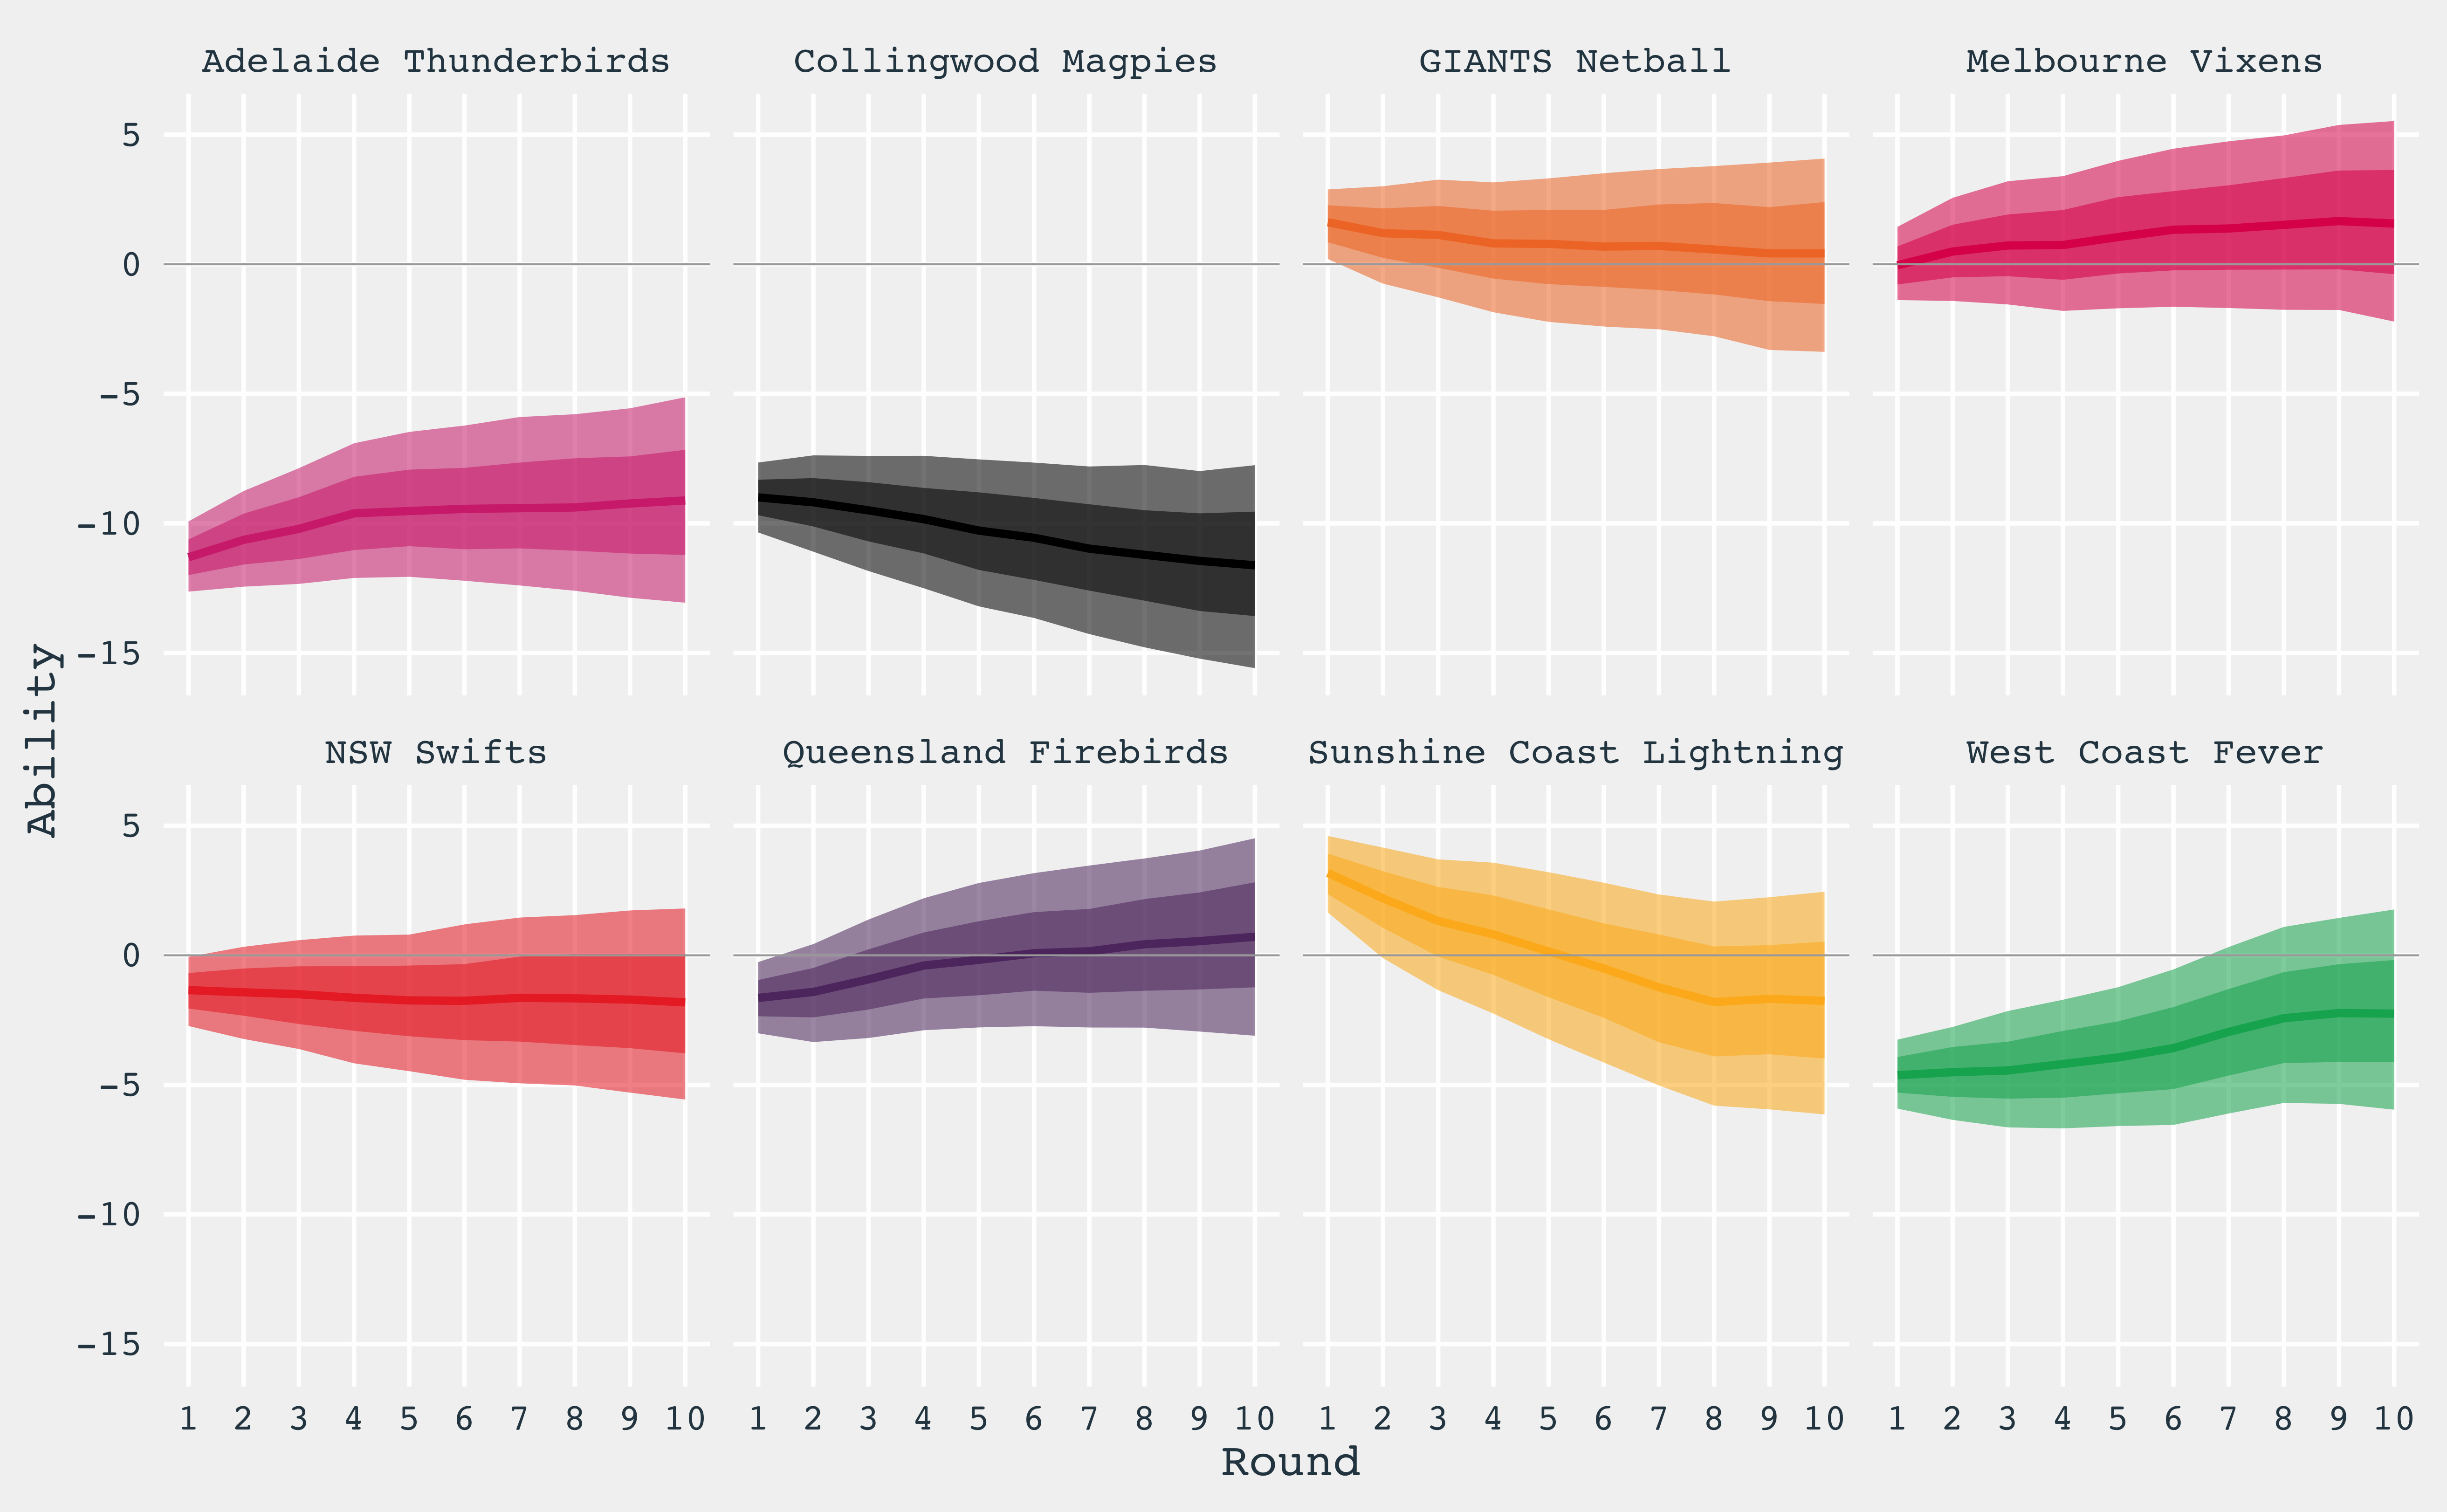 Adelaide Thunderbirds Collingwood Magpies GIANTS Netball Melbourne Vixens
5
0
-5
-10
-15
Ability
NSW Swifts Queensland Firebirds Sunshine Coast Lightning West Coast Fever
5
0
-5
-10
-15
1 2 3 4 5 6 7 8 9 10 1 2 3 4 5 6 7 8 9 10 1 2 3 4 5 6 7 8 9 10 1 2 3 4 5 6 7 8 9 10
Round